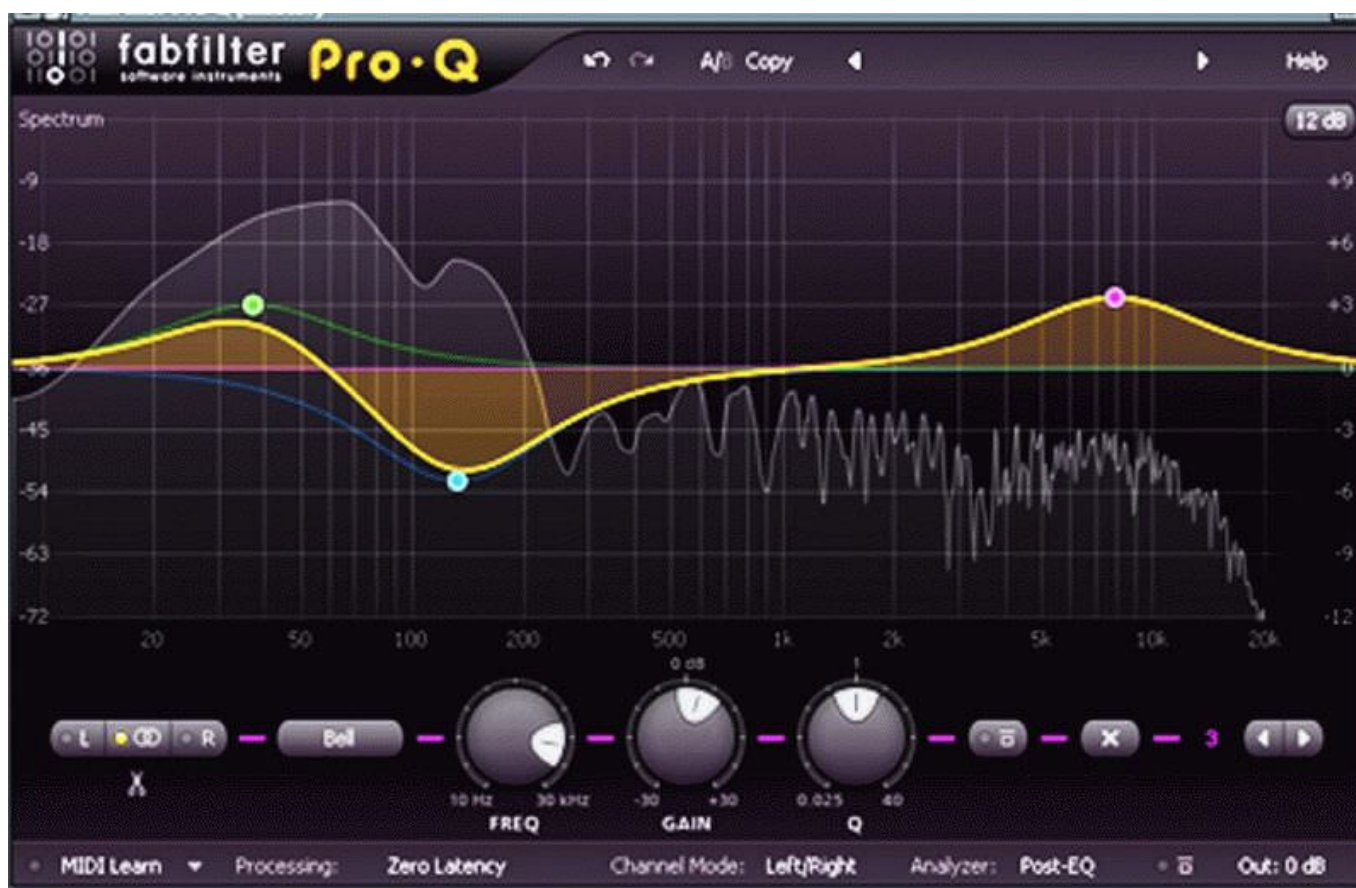 fabfilter Pro·Q
software instruments
A/B Copy Help
Spectrum 12 dB
-9 +9
-18 +6
-27 +3
-36 0
-45 -3
-54 -6
-63 -9
-72 -12
20 50 100 200 500 1k 2k 5k 10k 20k
0 dB 1
L R Bell 3
10 Hz 30 kHz -30 +30 0.025 40
FREQ GAIN Q
MIDI Learn Processing: Zero Latency Channel Mode: Left/Right Analyzer: Post-EQ Out: 0 dB